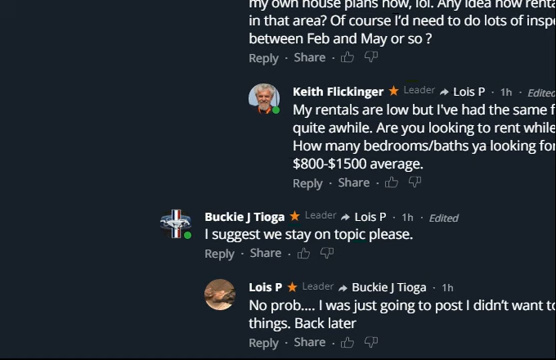 my own house plans now, lol. Any idea how
in that area? Of course I'd need to do lots of
between Feb and May or so ?
Reply · Share ·
Keith Flickinger ★ Leader Lois P · 1h · Edited
My rentals are low but I've had the same
quite awhile. Are you looking to rent while
How many bedrooms/baths ya looking for
$800-$1500 average.
Reply · Share ·
Buckie J Tioga ★ Leader Lois P · 1h · Edited
I suggest we stay on topic please.
Reply · Share ·
Lois P ★ Leader Buckie J Tioga · 1h
No prob.... I was just going to post I didn't want to
things. Back later
Reply · Share ·